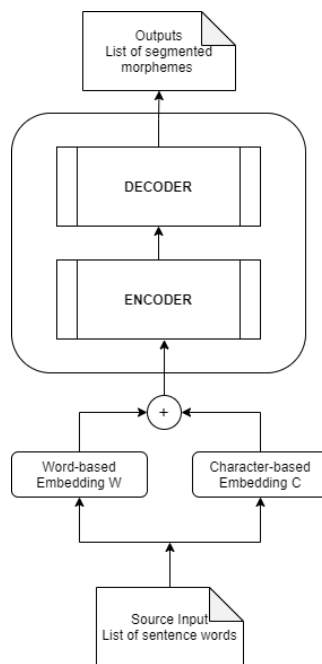 Outputs
List of segmented
morphemes
DECODER
ENCODER
+
Word-based
Embedding W
Character-based
Embedding C
Source Input
List of sentence words